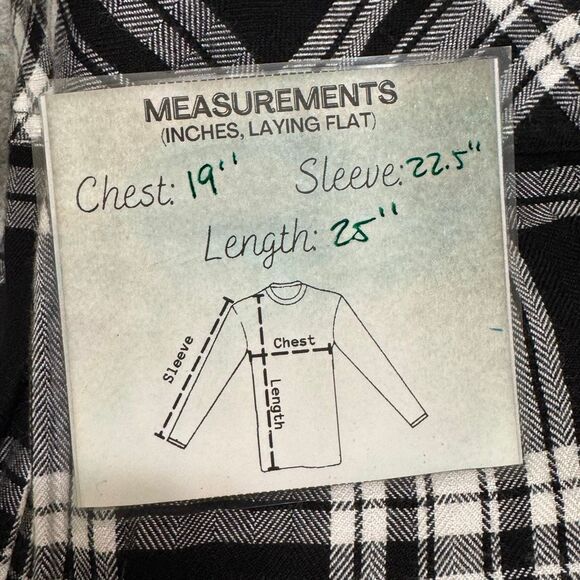 MEASUREMENTS
(INCHES, LAYING FLAT)
Chest: 19" Sleeve: 22.5"
Length: 25"
Sleeve
Chest
Length